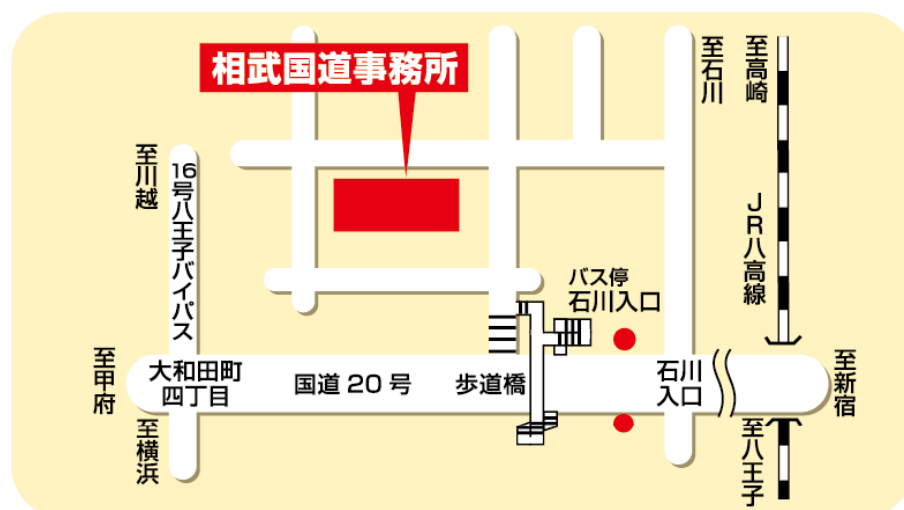 相武国道事務所
至石川
至高崎
至川越
16号八王子バイパス
JR八高線
バス停
石川入口
至甲府
大和田町
四丁目
国道20号
歩道橋
石川
入口
至新宿
至横浜
至八王子